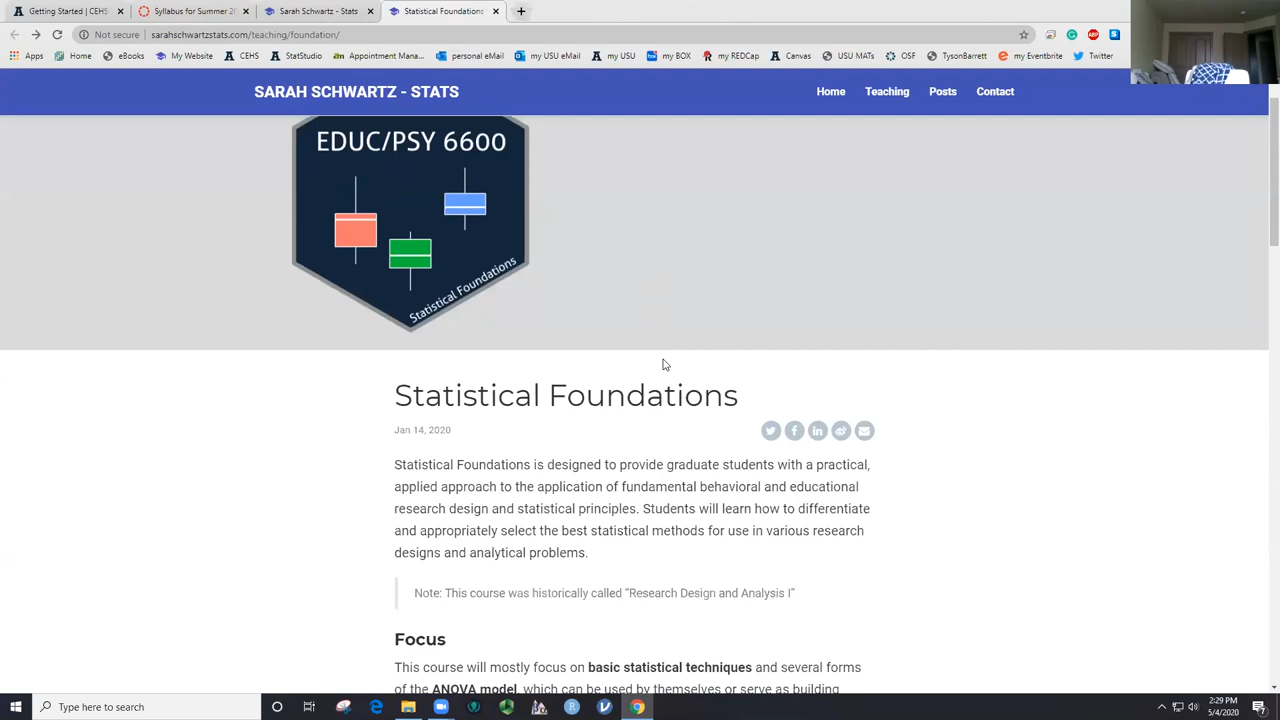 Getting Started | CEHS
Syllabus for Summer 20
Sarah Schwartz - Stats
Statistical Foundations
Not secure
sarahschwartzstats.com/teaching/foundation/
Apps
Home
eBooks
My Website
CEHS
StatStudio
Appointment Manage...
personal eMail
my USU eMail
my USU
box
my BOX
my REDCap
Canvas
USU MATs
OSF
TysonBarrett
my Eventbrite
Twitter
SARAH SCHWARTZ - STATS
Home
Teaching
Posts
Contact
EDUC/PSY 6600
Statistical Foundations
Statistical Foundations
Jan 14, 2020
Statistical Foundations is designed to provide graduate students with a practical,
applied approach to the application of fundamental behavioral and educational
research design and statistical principles. Students will learn how to differentiate
and appropriately select the best statistical methods for use in various research
designs and analytical problems.
Note: This course was historically called “Research Design and Analysis I”
Focus
This course will mostly focus on basic statistical techniques and several forms
of the ANOVA model, which can be used by themselves or serve as building
Type here to search
2:29 PM
5/4/2020